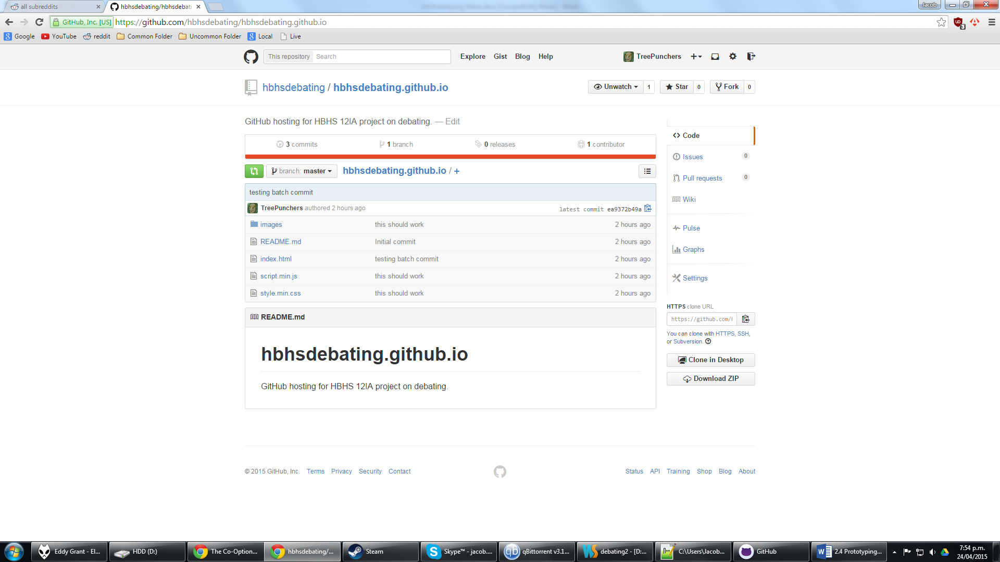 all subreddits
hbhsdebating/hbhsdebati
Jacob
GitHub, Inc. [US] https://github.com/hbhsdebating/hbhsdebating.github.io
3
Google YouTube reddit Common Folder Uncommon Folder Local Live
This repository Search Explore Gist Blog Help TreePunchers
hbhsdebating / hbhsdebating.github.io Unwatch 1 Star 0 Fork 0
GitHub hosting for HBHS 12IA project on debating. — Edit
3 commits 1 branch 0 releases 1 contributor
branch: master hbhsdebating.github.io / +
testing batch commit
TreePunchers authored 2 hours ago latest commit ea9372b49a
images this should work 2 hours ago
README.md Initial commit 2 hours ago
index.html testing batch commit 2 hours ago
script.min.js this should work 2 hours ago
style.min.css this should work 2 hours ago
README.md
hbhsdebating.github.io
GitHub hosting for HBHS 12IA project on debating.
Code
Issues 0
Pull requests 0
Wiki
Pulse
Graphs
Settings
HTTPS clone URL
https://github.com/
You can clone with HTTPS, SSH,
or Subversion.
Clone in Desktop
Download ZIP
© 2015 GitHub, Inc. Terms Privacy Security Contact Status API Training Shop Blog About
Eddy Grant - El... HDD (D:) The Co-Option... hbhsdebating/... Steam Skype™ - jacob.... qBittorrent v3.1... debating2 - [D:... C:\Users\Jacob... GitHub 2.4 Prototyping...
7:54 p.m.
24/04/2015